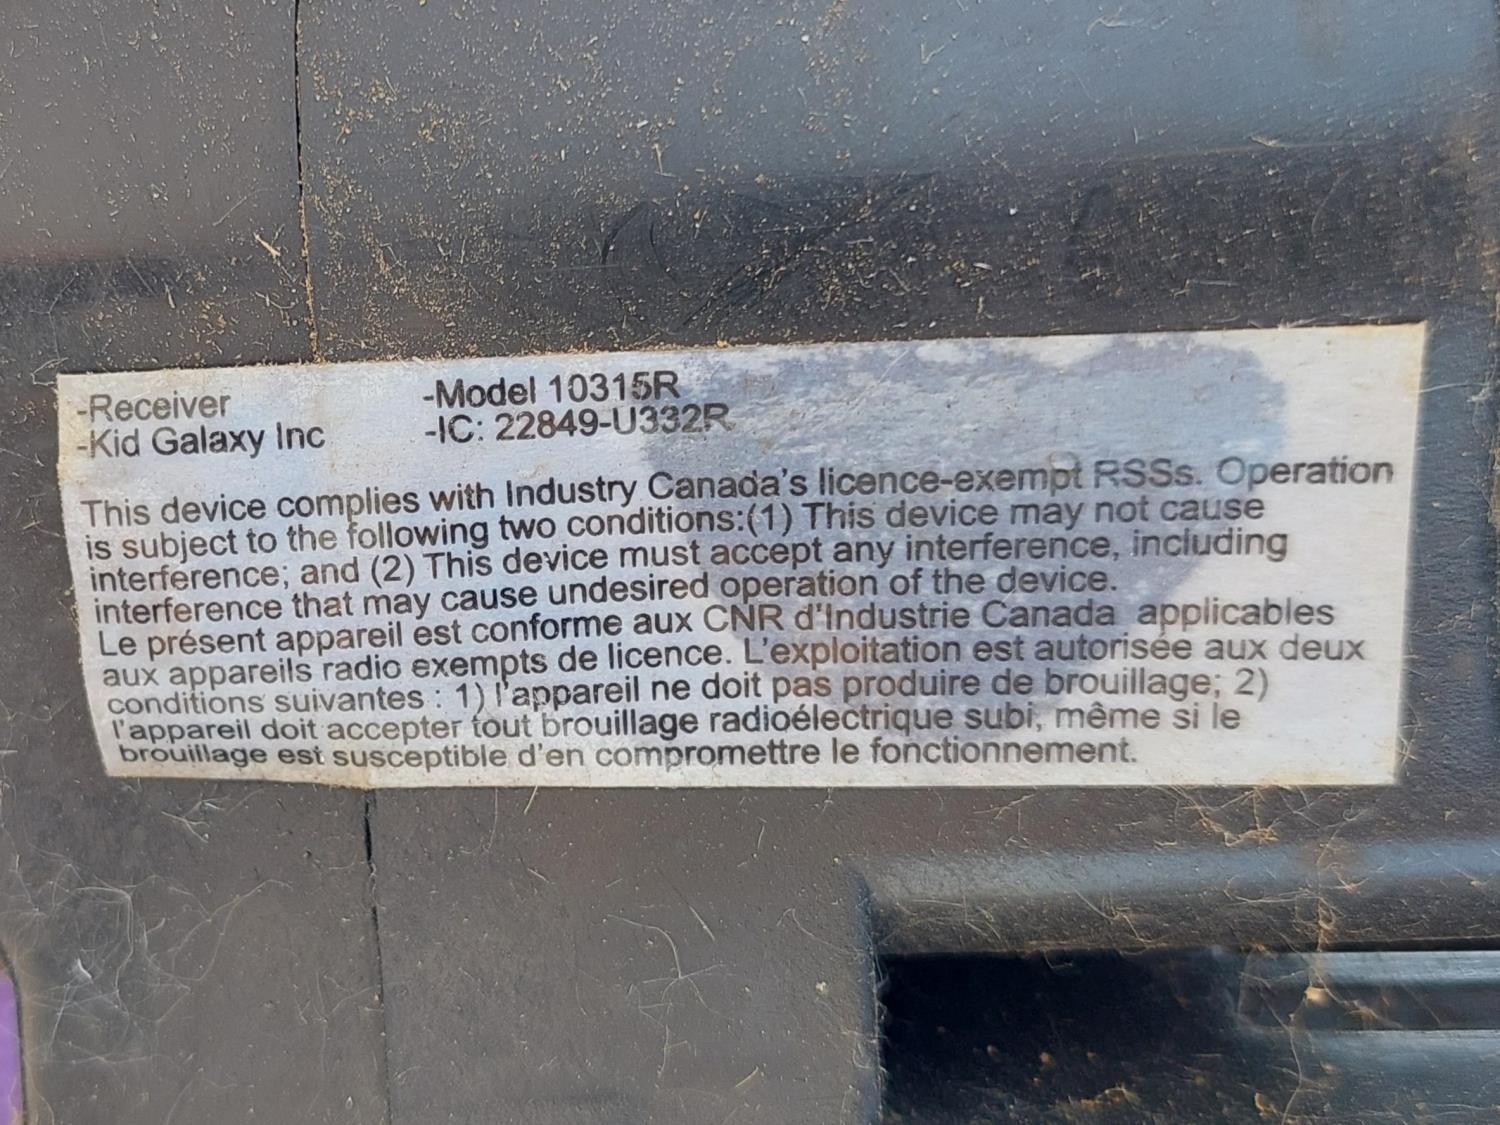 -Receiver -Model 10315R
-Kid Galaxy Inc -IC: 22849-U332R
This device complies with Industry Canada's licence-exempt RSSs. Operation
is subject to the following two conditions:(1) This device may not cause
interference; and (2) This device must accept any interference, including
interference that may cause undesired operation of the device.
Le présent appareil est conforme aux CNR d'Industrie Canada applicables
aux appareils radio exempts de licence. L'exploitation est autorisée aux deux
conditions suivantes : 1) l'appareil ne doit pas produire de brouillage; 2)
l'appareil doit accepter tout brouillage radioélectrique subi, même si le
brouillage est susceptible d'en compromettre le fonctionnement.